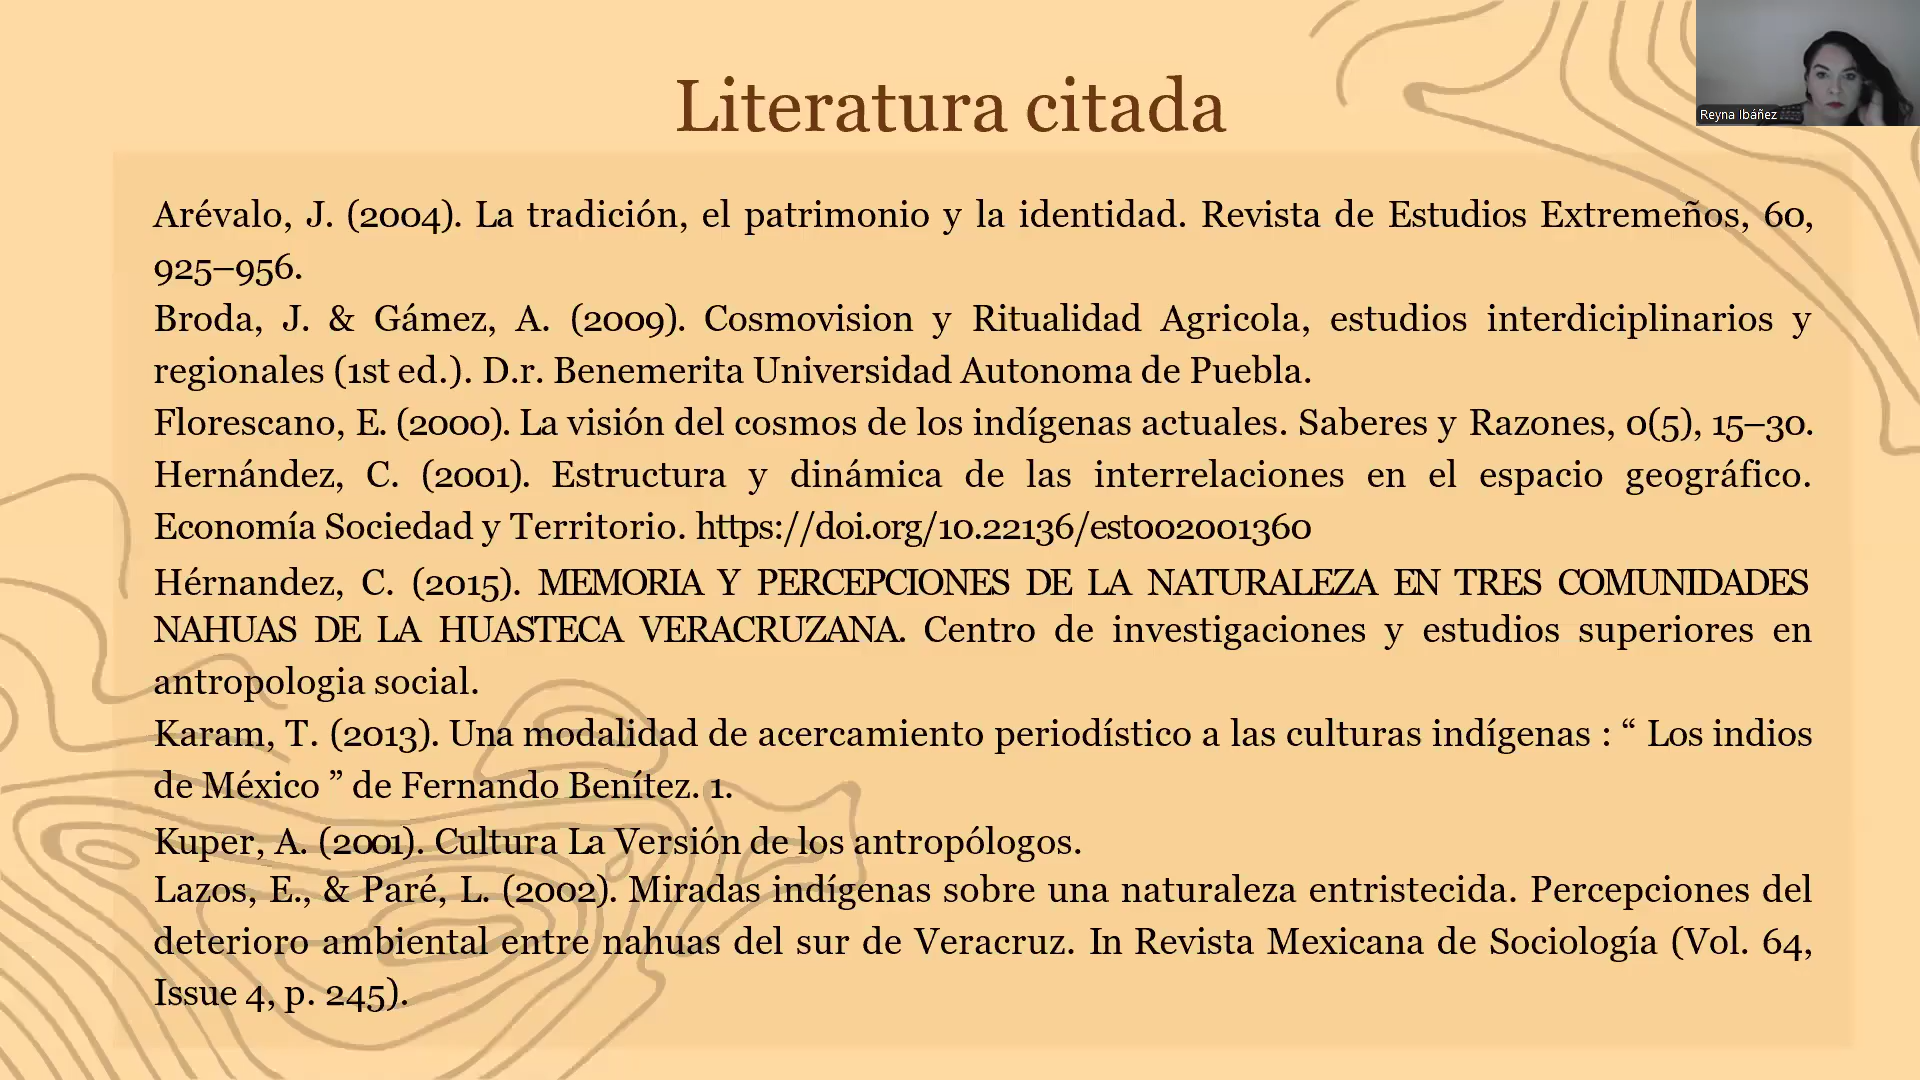 Literatura citada
Reyna Ibáñez
Arévalo, J. (2004). La tradición, el patrimonio y la identidad. Revista de Estudios Extremeños, 60,
925–956.
Broda, J. & Gámez, A. (2009). Cosmovision y Ritualidad Agricola, estudios interdiciplinarios y
regionales (1st ed.). D.r. Benemerita Universidad Autonoma de Puebla.
Florescano, E. (2000). La visión del cosmos de los indígenas actuales. Saberes y Razones, 0(5), 15–30.
Hernández, C. (2001). Estructura y dinámica de las interrelaciones en el espacio geográfico.
Economía Sociedad y Territorio. https://doi.org/10.22136/est002001360
Hérnandez, C. (2015). MEMORIA Y PERCEPCIONES DE LA NATURALEZA EN TRES COMUNIDADES
NAHUAS DE LA HUASTECA VERACRUZANA. Centro de investigaciones y estudios superiores en
antropologia social.
Karam, T. (2013). Una modalidad de acercamiento periodístico a las culturas indígenas : “ Los indios
de México ” de Fernando Benítez. 1.
Kuper, A. (2001). Cultura La Versión de los antropólogos.
Lazos, E., & Paré, L. (2002). Miradas indígenas sobre una naturaleza entristecida. Percepciones del
deterioro ambiental entre nahuas del sur de Veracruz. In Revista Mexicana de Sociología (Vol. 64,
Issue 4, p. 245).